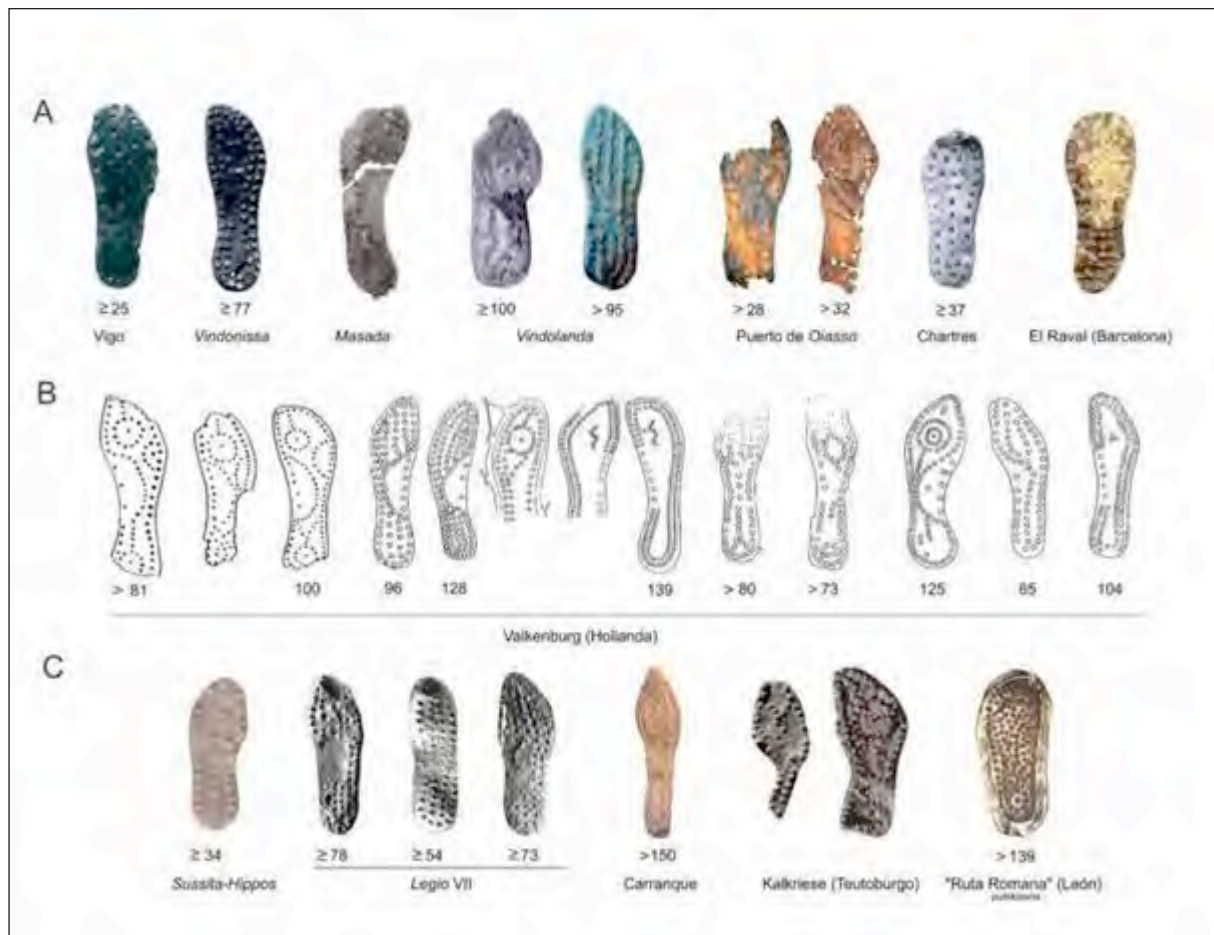 A
≥25 ≥77 ≥100 > 95 > 28 > 32 ≥ 37
Vigo Vindonissa Masada Vindolanda Puerto de Oiasso Chartres El Raval (Barcelona)
B
> 81 100 96 128 139 > 80 > 73 125 65 104
Valkenburg (Hollanda)
C
≥ 34 ≥78 ≥54 ≥73 >150 > 139
Sussita-Hippos Legio VII Carranque Kalkriese (Teutoburgo) "Ruta Romana" (León)